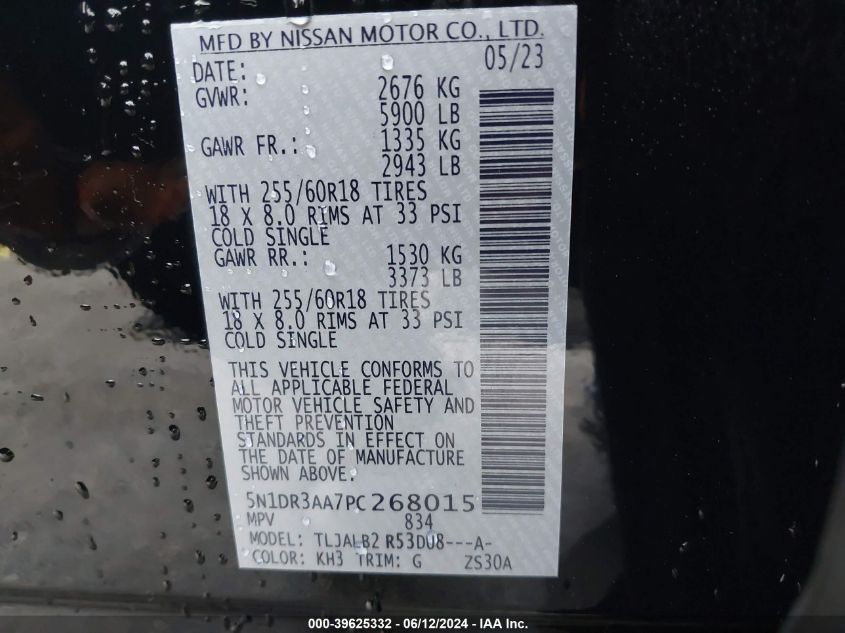 MFD BY NISSAN MOTOR CO., LTD.
DATE: 05/23
GVWR: 2676 KG
5900 LB
GAWR FR.: 1335 KG
2943 LB
WITH 255/60R18 TIRES
18 X 8.0 RIMS AT 33 PSI
COLD SINGLE
GAWR RR.: 1530 KG
3373 LB
WITH 255/60R18 TIRES
18 X 8.0 RIMS AT 33 PSI
COLD SINGLE
THIS VEHICLE CONFORMS TO
ALL APPLICABLE FEDERAL
MOTOR VEHICLE SAFETY AND
THEFT PREVENTION
STANDARDS IN EFFECT ON
THE DATE OF MANUFACTURE
SHOWN ABOVE.
5N1DR3AA7PC268015
MPV 834
MODEL: TLJALB2 R53DU8---A-
COLOR: KH3 TRIM: G ZS30A
000-39625332 - 06/12/2024 - IAA Inc.